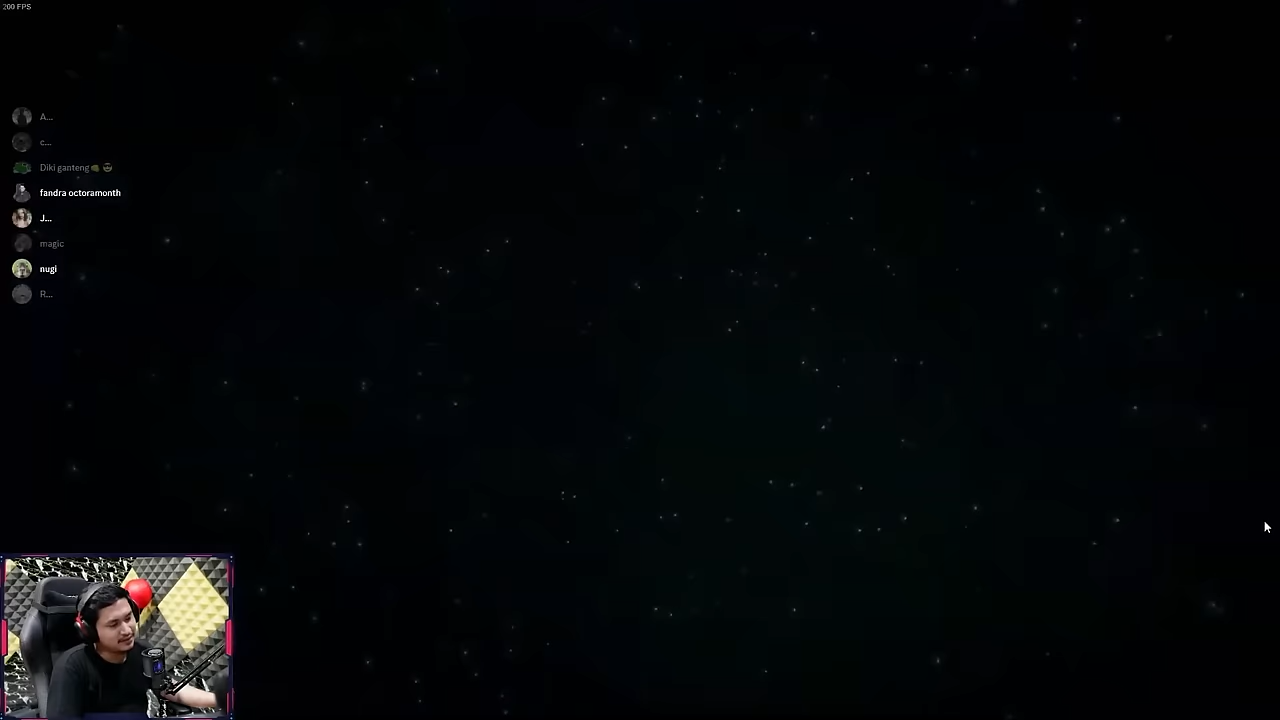 200 FPS
A...
c...
Diki ganteng
fandra octoramonth
J...
magic
nugi
R...